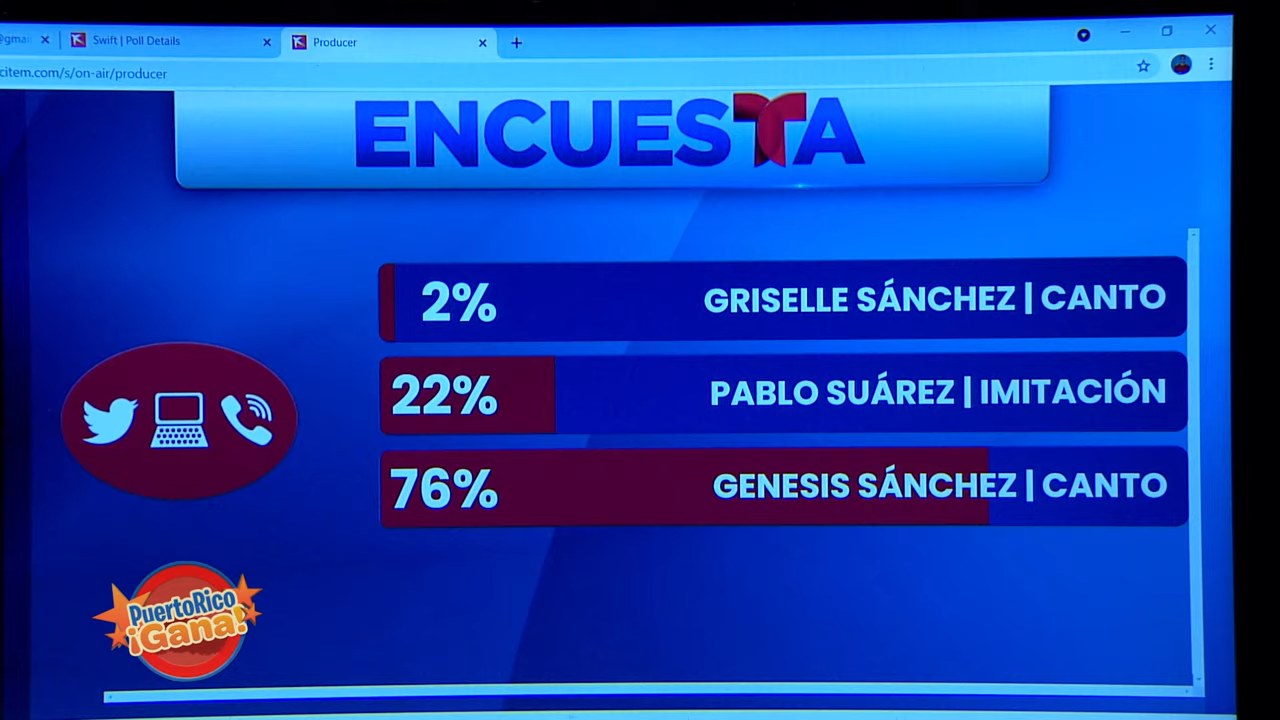 @gmai
Swift | Poll Details
Producer
citem.com/s/on-air/producer
ENCUESTA
2% GRISELLE SÁNCHEZ | CANTO
22% PABLO SUÁREZ | IMITACIÓN
76% GENESIS SÁNCHEZ | CANTO
PuertoRico
¡Gana!